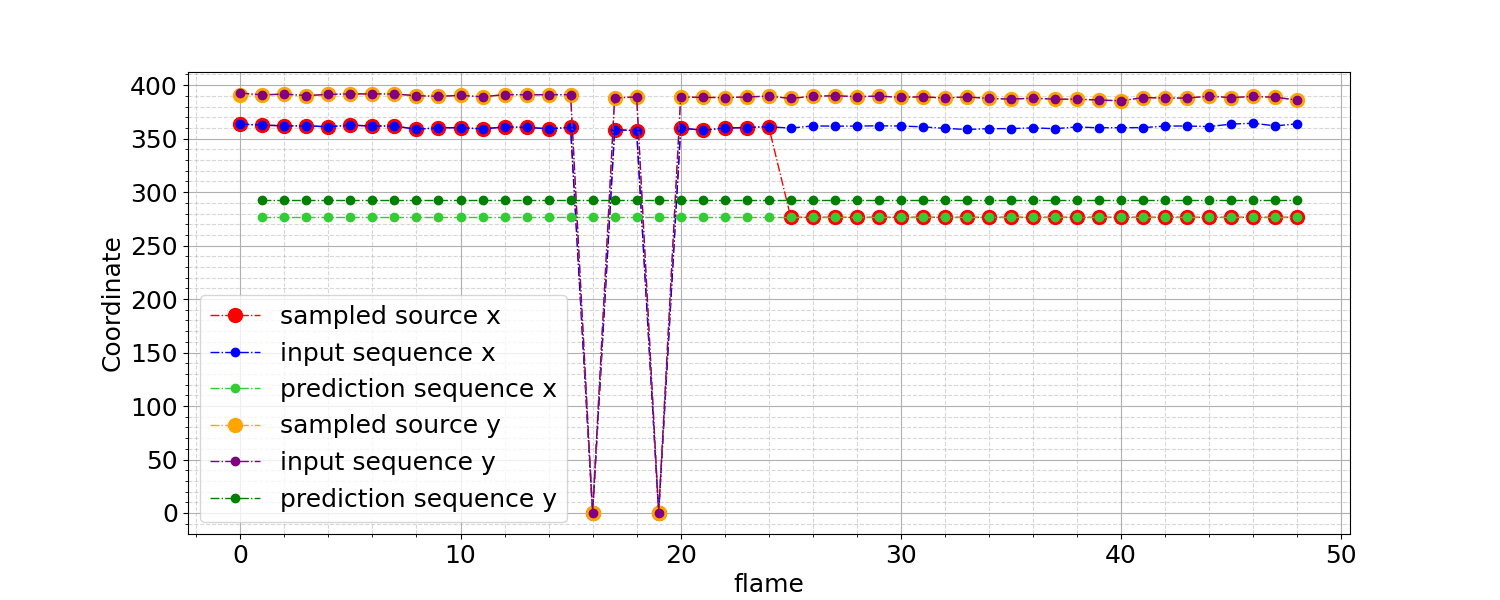 400
350
300
250
200
150
100
50
0
Coordinate
sampled source x
input sequence x
prediction sequence x
sampled source y
input sequence y
prediction sequence y
0 10 20 30 40 50
flame